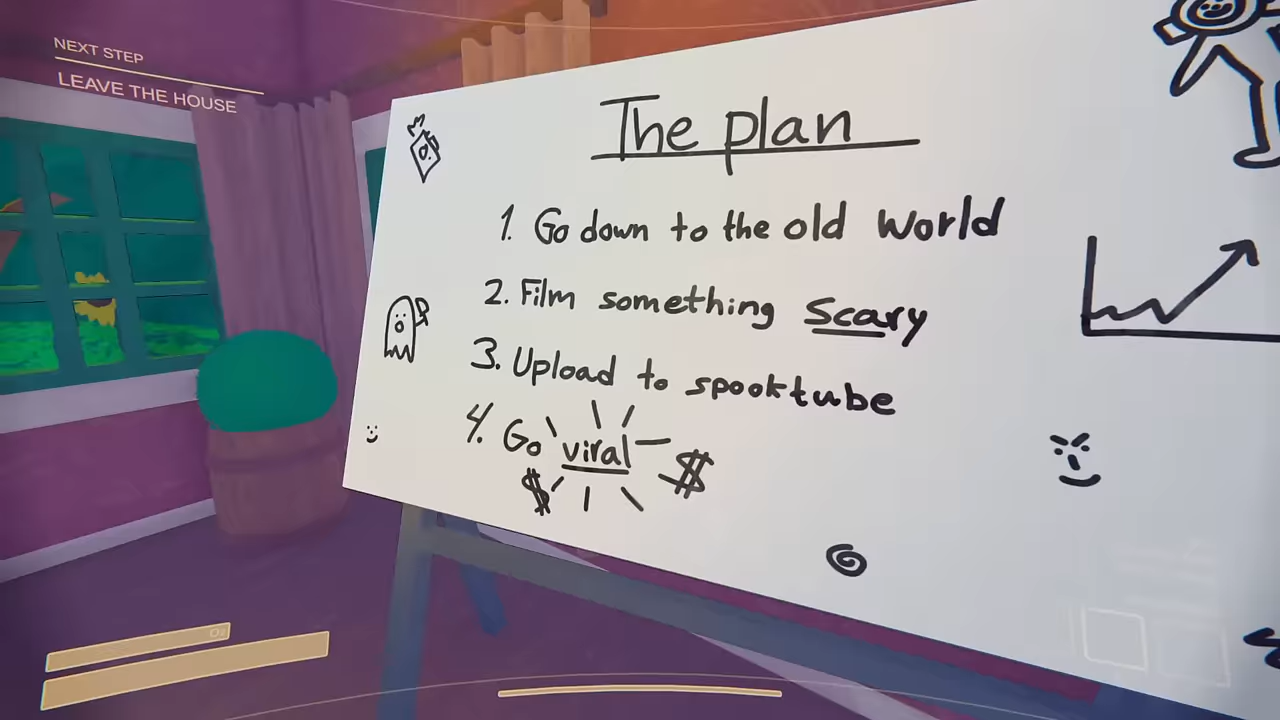 NEXT STEP
LEAVE THE HOUSE
The plan
1. Go down to the old world
2. Film something scary
3. Upload to spooktube
4. Go viral $
$
O₂